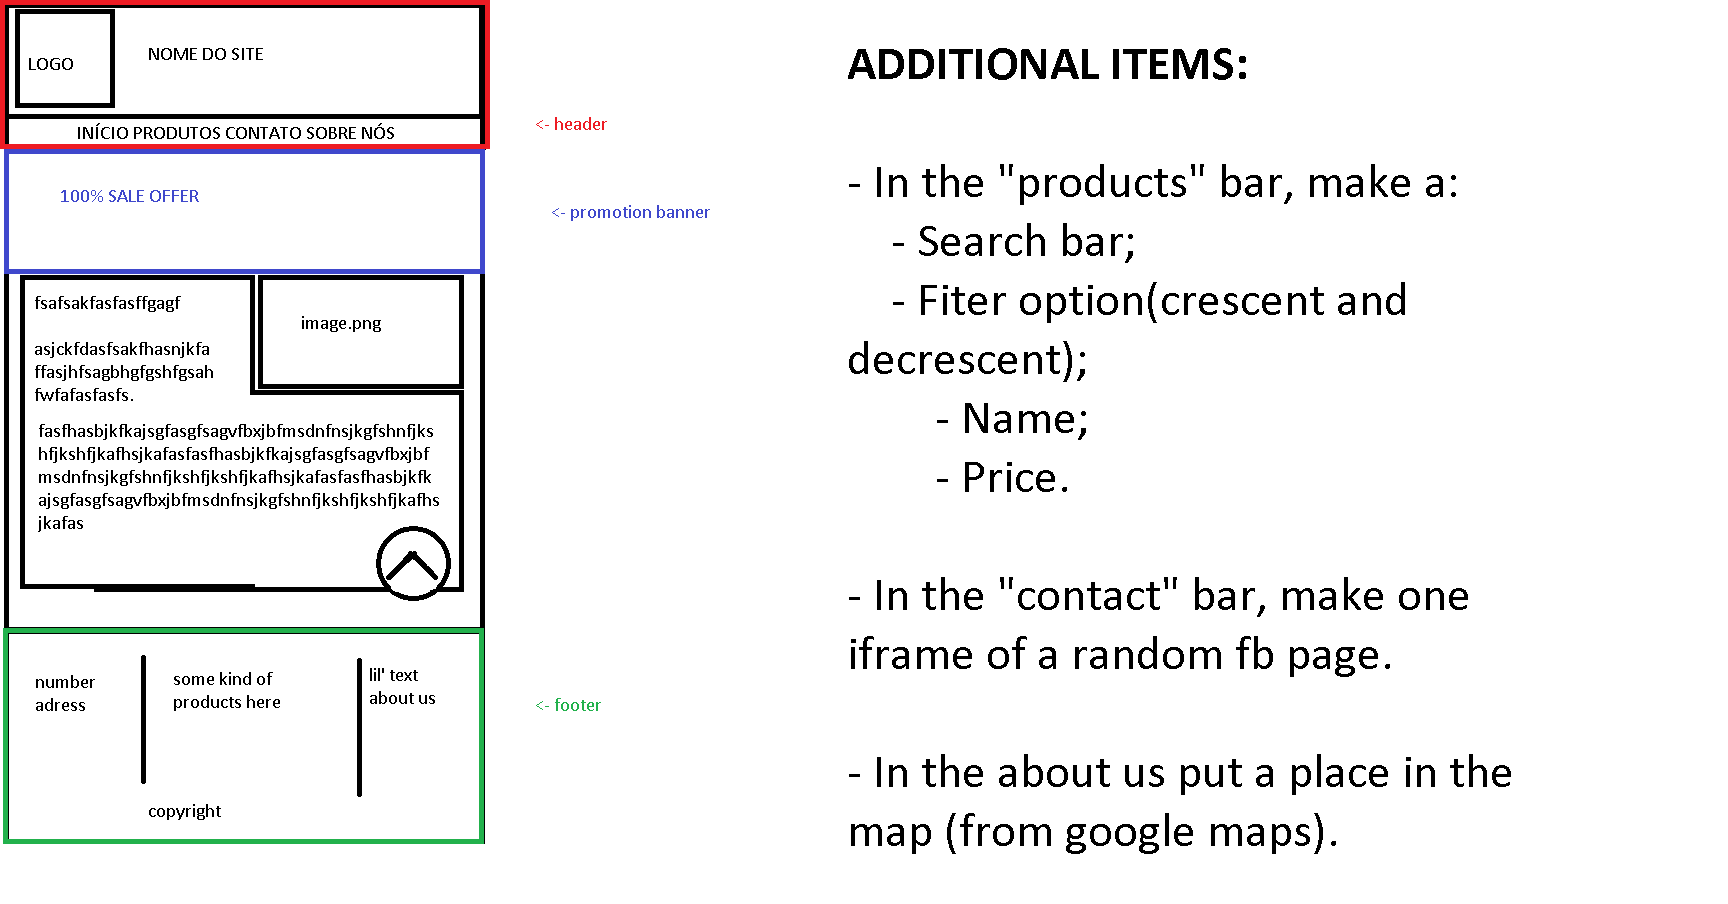 LOGO
NOME DO SITE
INÍCIO PRODUTOS CONTATO SOBRE NÓS
<- header
100% SALE OFFER
<- promotion banner
fsafsakfasfasffgagf
asjckfdasfsakfhasnjkfa
ffasjhfsagbhgfgshfgsah
fwfafasfasfs.
image.png
fasfhasbjkfkajsgfasgfsagvfbxjbfmsdnfnsjkgfshnfjks
hfjkshfjkafhsjkafasfasfhasbjkfkajsgfasgfsagvfbxjbf
msdnfnsjkgfshnfjkshfjkshfjkafhsjkafasfasfhasbjkfk
ajsgfasgfsagvfbxjbfmsdnfnsjkgfshnfjkshfjkshfjkafhs
jkafas
number
adress
some kind of
products here
lil' text
about us
<- footer
copyright
ADDITIONAL ITEMS:
- In the "products" bar, make a:
- Search bar;
- Fiter option(crescent and
decrescent);
- Name;
- Price.
- In the "contact" bar, make one
iframe of a random fb page.
- In the about us put a place in the
map (from google maps).